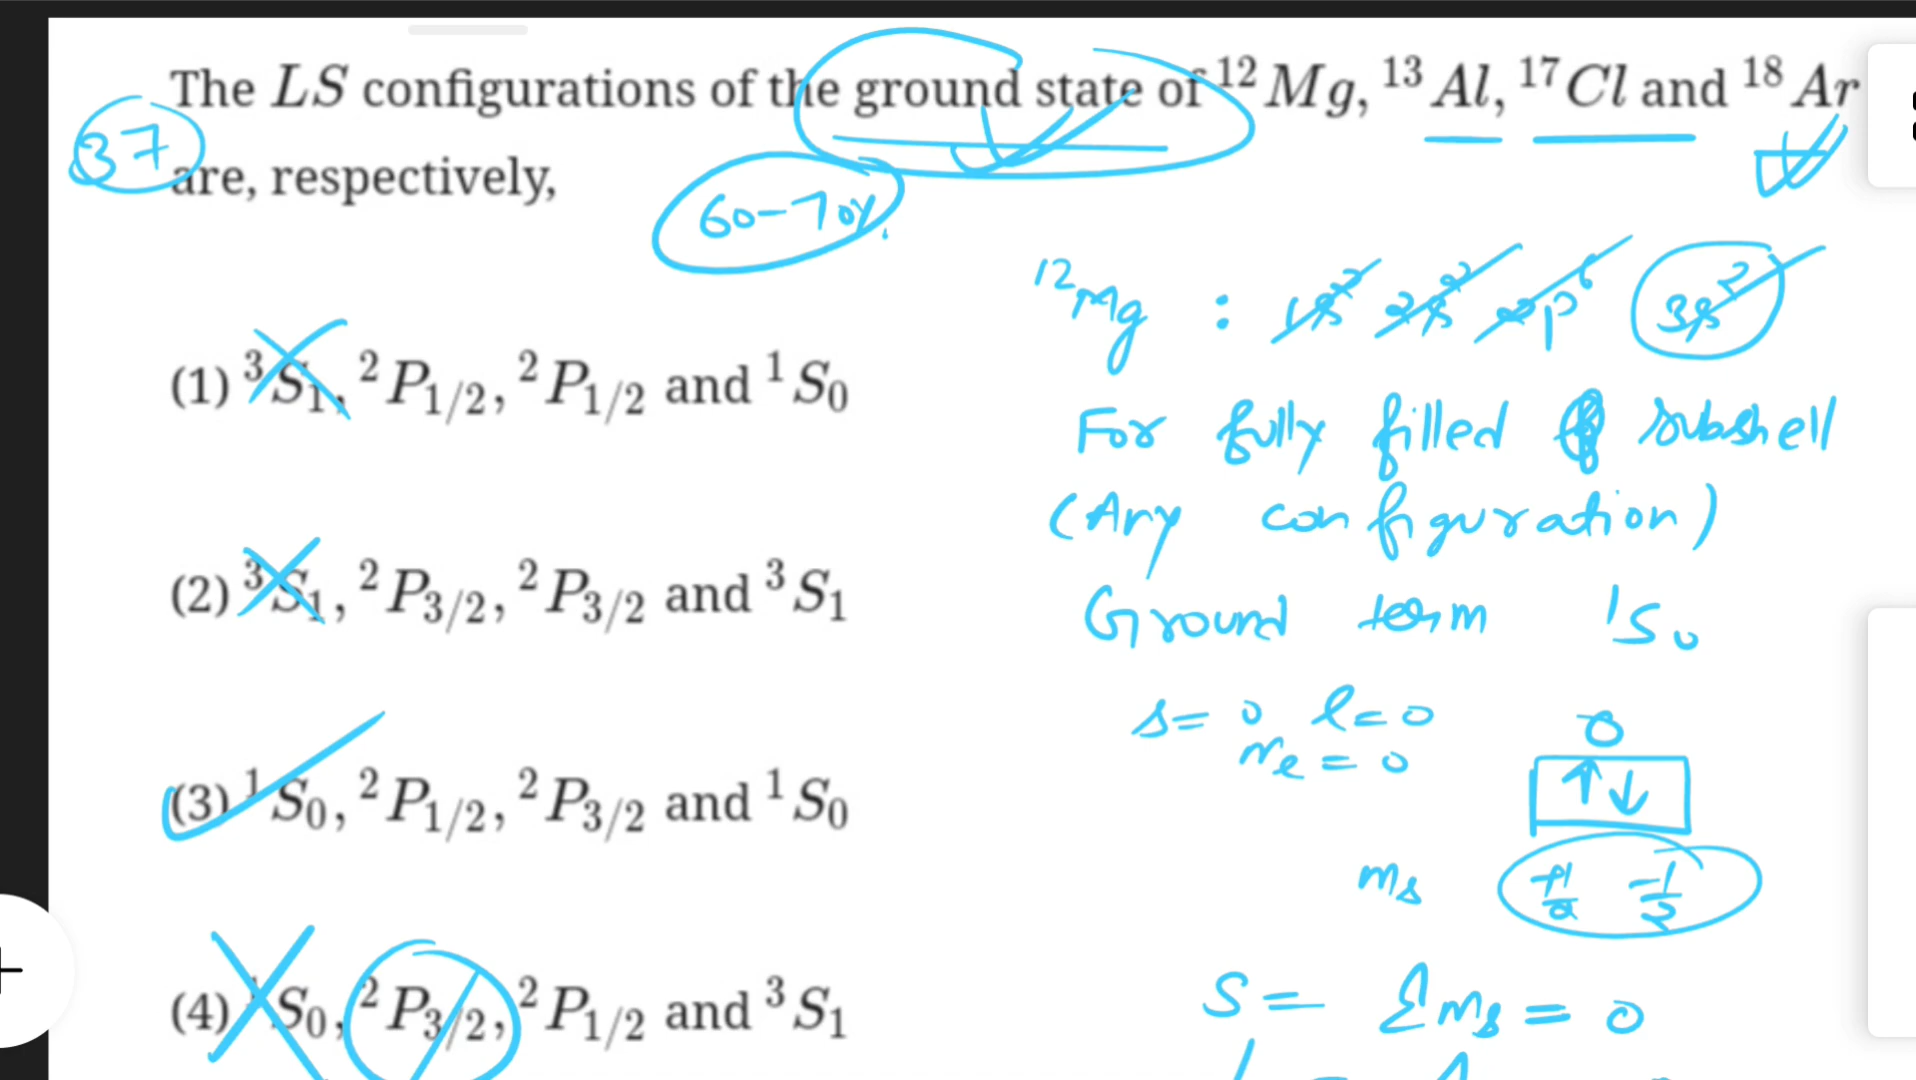 The LS configurations of the ground state of ¹²Mg, ¹³Al, ¹⁷Cl and ¹⁸Ar
37
are, respectively,
60-70%.
¹²Mg : 1s² 2s² 2p⁶ 3s²
(1) ³S₁, ²P₁/₂, ²P₁/₂ and ¹S₀
For fully filled subshell
(Any configuration)
(2) ³S₁, ²P₃/₂, ²P₃/₂ and ³S₁
Ground term ¹S₀
s= 0 l=0
0
mₑ = 0
↑↓
(3) ¹S₀, ²P₁/₂, ²P₃/₂ and ¹S₀
mₛ +1/2 -1/2
(4) ¹S₀, ²P₃/₂, ²P₁/₂ and ³S₁
S= Σmₛ = 0